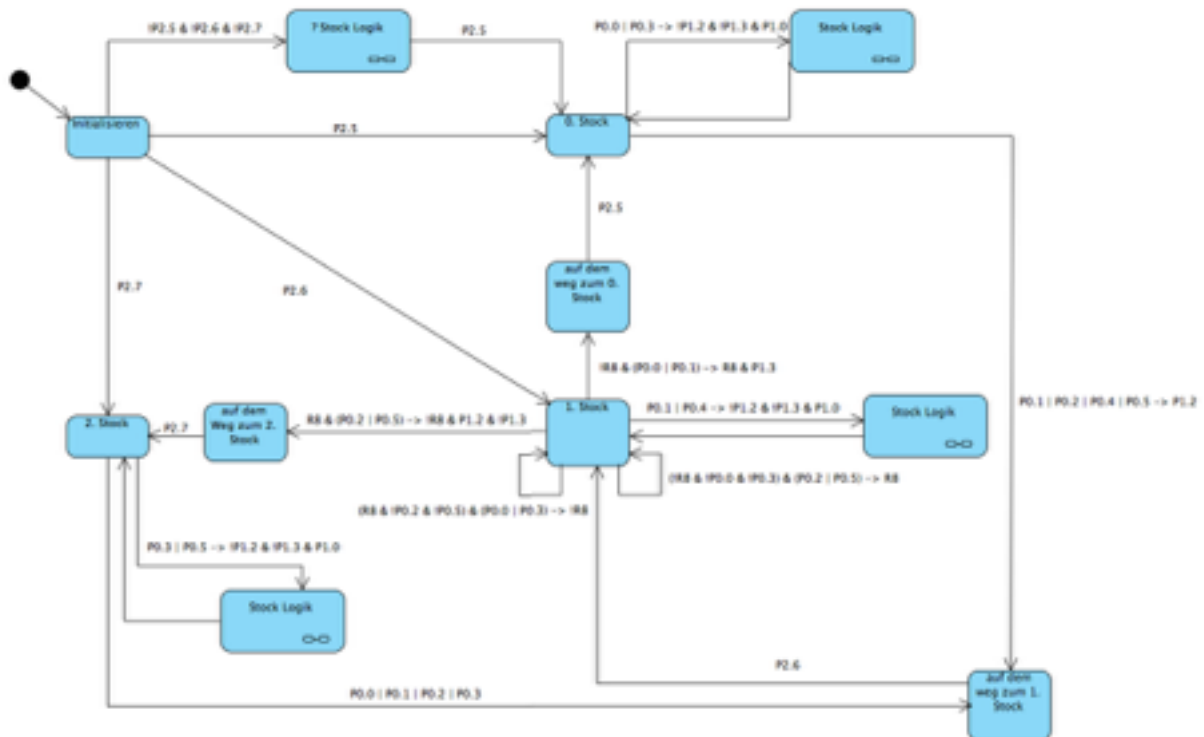 !P2.5 & !P2.6 & !P2.7
? Stock Logik
P2.5
P0.0 | P0.3 -> !P1.2 & !P1.3 & P1.0
Stock Logik
Initialisieren
P2.5
0. Stock
P2.5
P2.7
P2.6
auf dem
weg zum 0.
Stock
!R8 & (P0.0 | P0.1) -> R8 & P1.3
P0.1 | P0.2 | P0.4 | P0.5 -> P1.2
2. Stock
P2.7
auf dem
Weg zum 2.
Stock
R8 & (P0.2 | P0.5) -> !R8 & P1.2 & !P1.3
1. Stock
P0.1 | P0.4 -> !P1.2 & !P1.3 & P1.0
Stock Logik
(!R8 & !P0.0 & !P0.3) & (P0.2 | P0.5) -> R8
(R8 & !P0.2 & !P0.5) & (P0.0 | P0.3) -> !R8
P0.3 | P0.5 -> !P1.2 & !P1.3 & P1.0
Stock Logik
P2.6
P0.0 | P0.1 | P0.2 | P0.3
auf dem
weg zum 1.
Stock